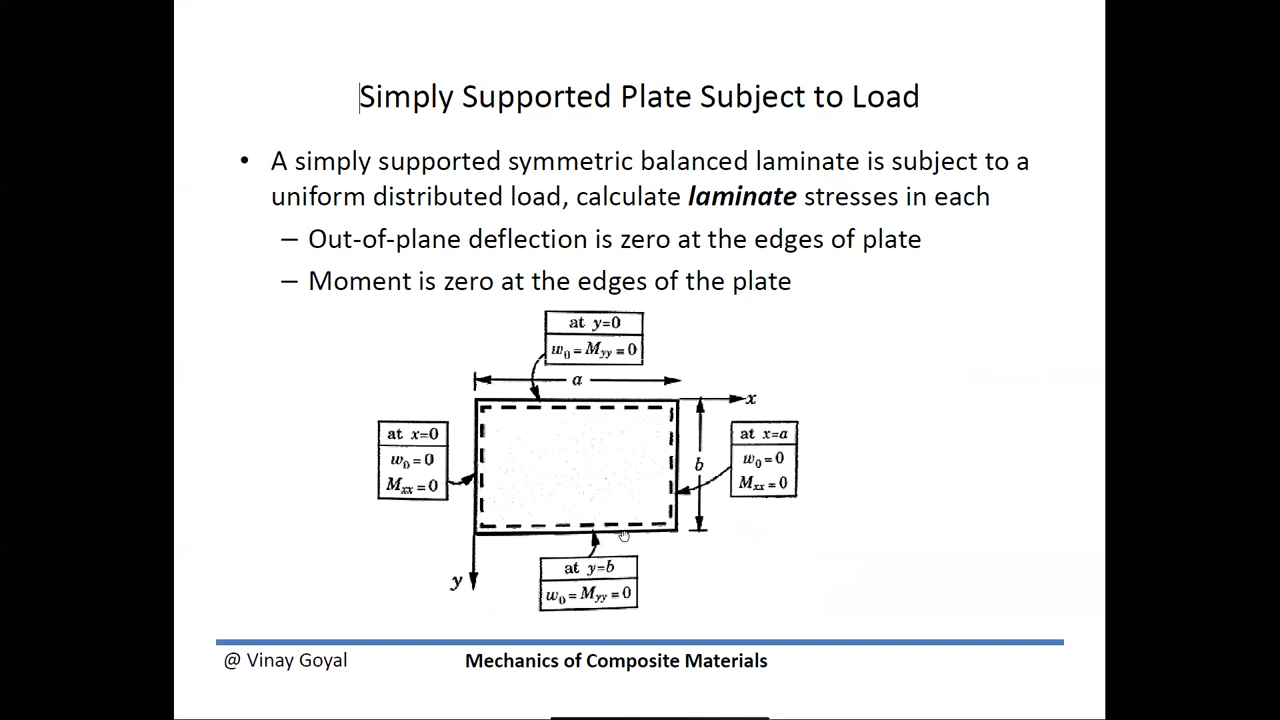 Simply Supported Plate Subject to Load
• A simply supported symmetric balanced laminate is subject to a
uniform distributed load, calculate laminate stresses in each
– Out-of-plane deflection is zero at the edges of plate
– Moment is zero at the edges of the plate
at y=0
w₀ = Myy = 0
a
x
at x=0
w₀=0
Mxx=0
b
at x=a
w₀=0
Mxx=0
y
at y=b
w₀ = Myy = 0
@ Vinay Goyal
Mechanics of Composite Materials